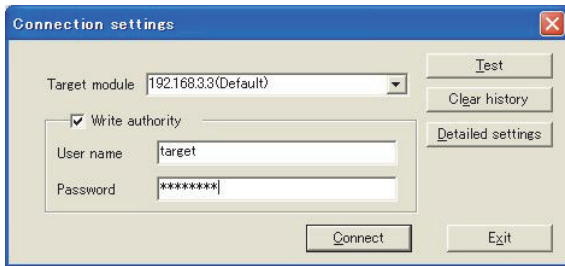 Connection settings
Test
Target module 192.168.3.3(Default)
Clear history
Write authority
Detailed settings
User name target
Password ********
Connect Exit